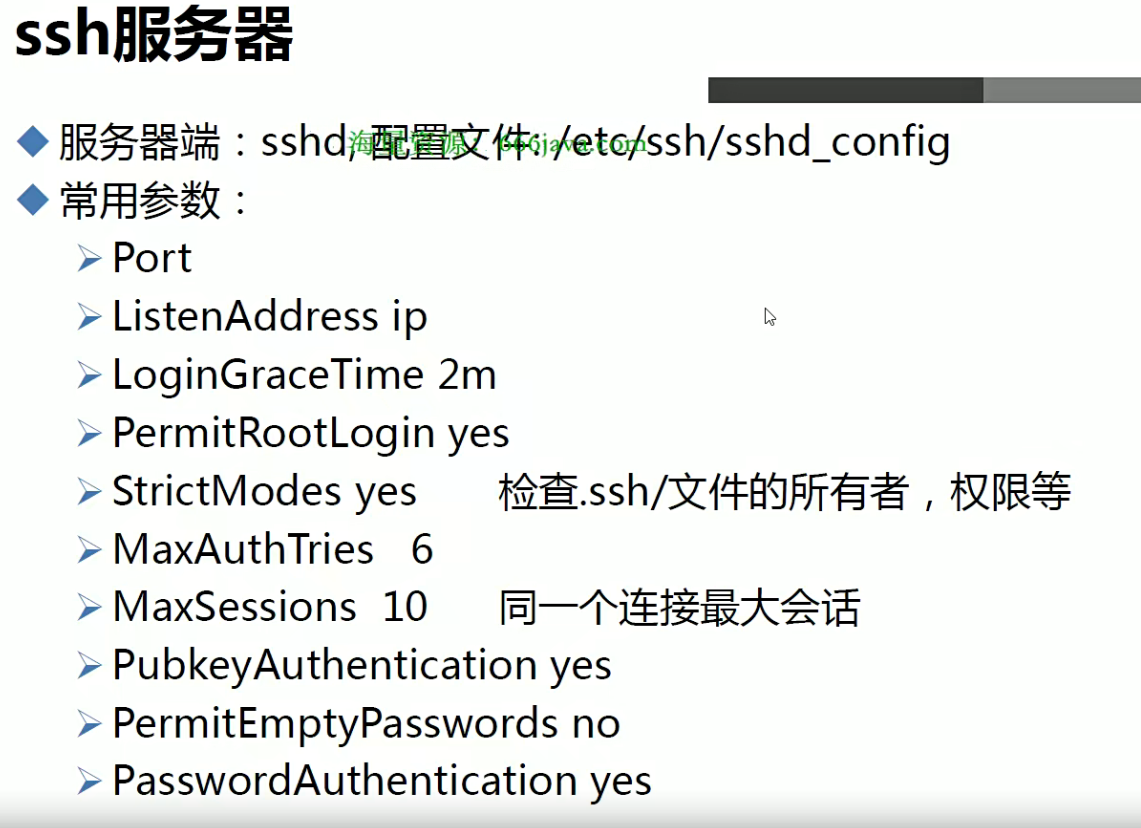 ssh服务器
服务器端：sshd, 配置文件: /etc/ssh/sshd_config
海量资源：666java.com
常用参数：
Port
ListenAddress ip
LoginGraceTime 2m
PermitRootLogin yes
StrictModes yes 检查.ssh/文件的所有者，权限等
MaxAuthTries 6
MaxSessions 10 同一个连接最大会话
PubkeyAuthentication yes
PermitEmptyPasswords no
PasswordAuthentication yes